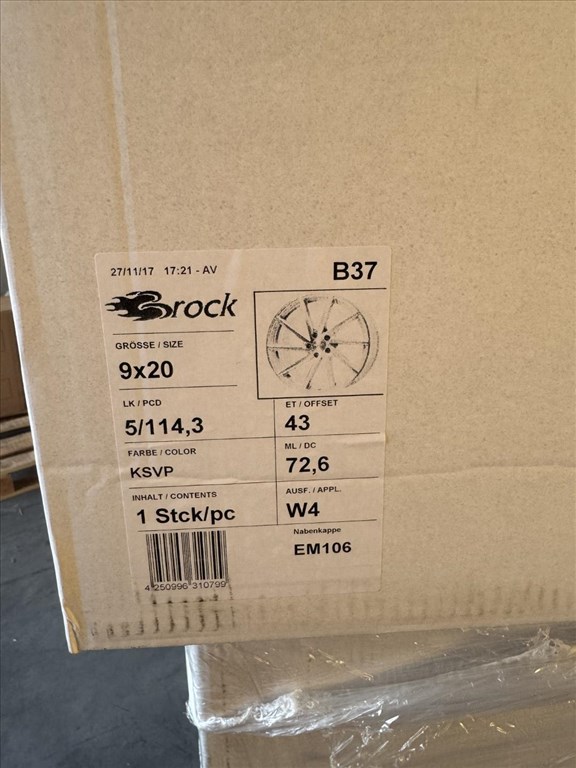 27/11/17 17:21 - AV
B37
Brock
GRÖSSE / SIZE
9x20
LK / PCD
5/114,3
ET / OFFSET
43
FARBE / COLOR
KSVP
ML / DC
72,6
INHALT / CONTENTS
1 Stck/pc
AUSF. / APPL.
W4
Nabenkappe
EM106
4 250996 310799